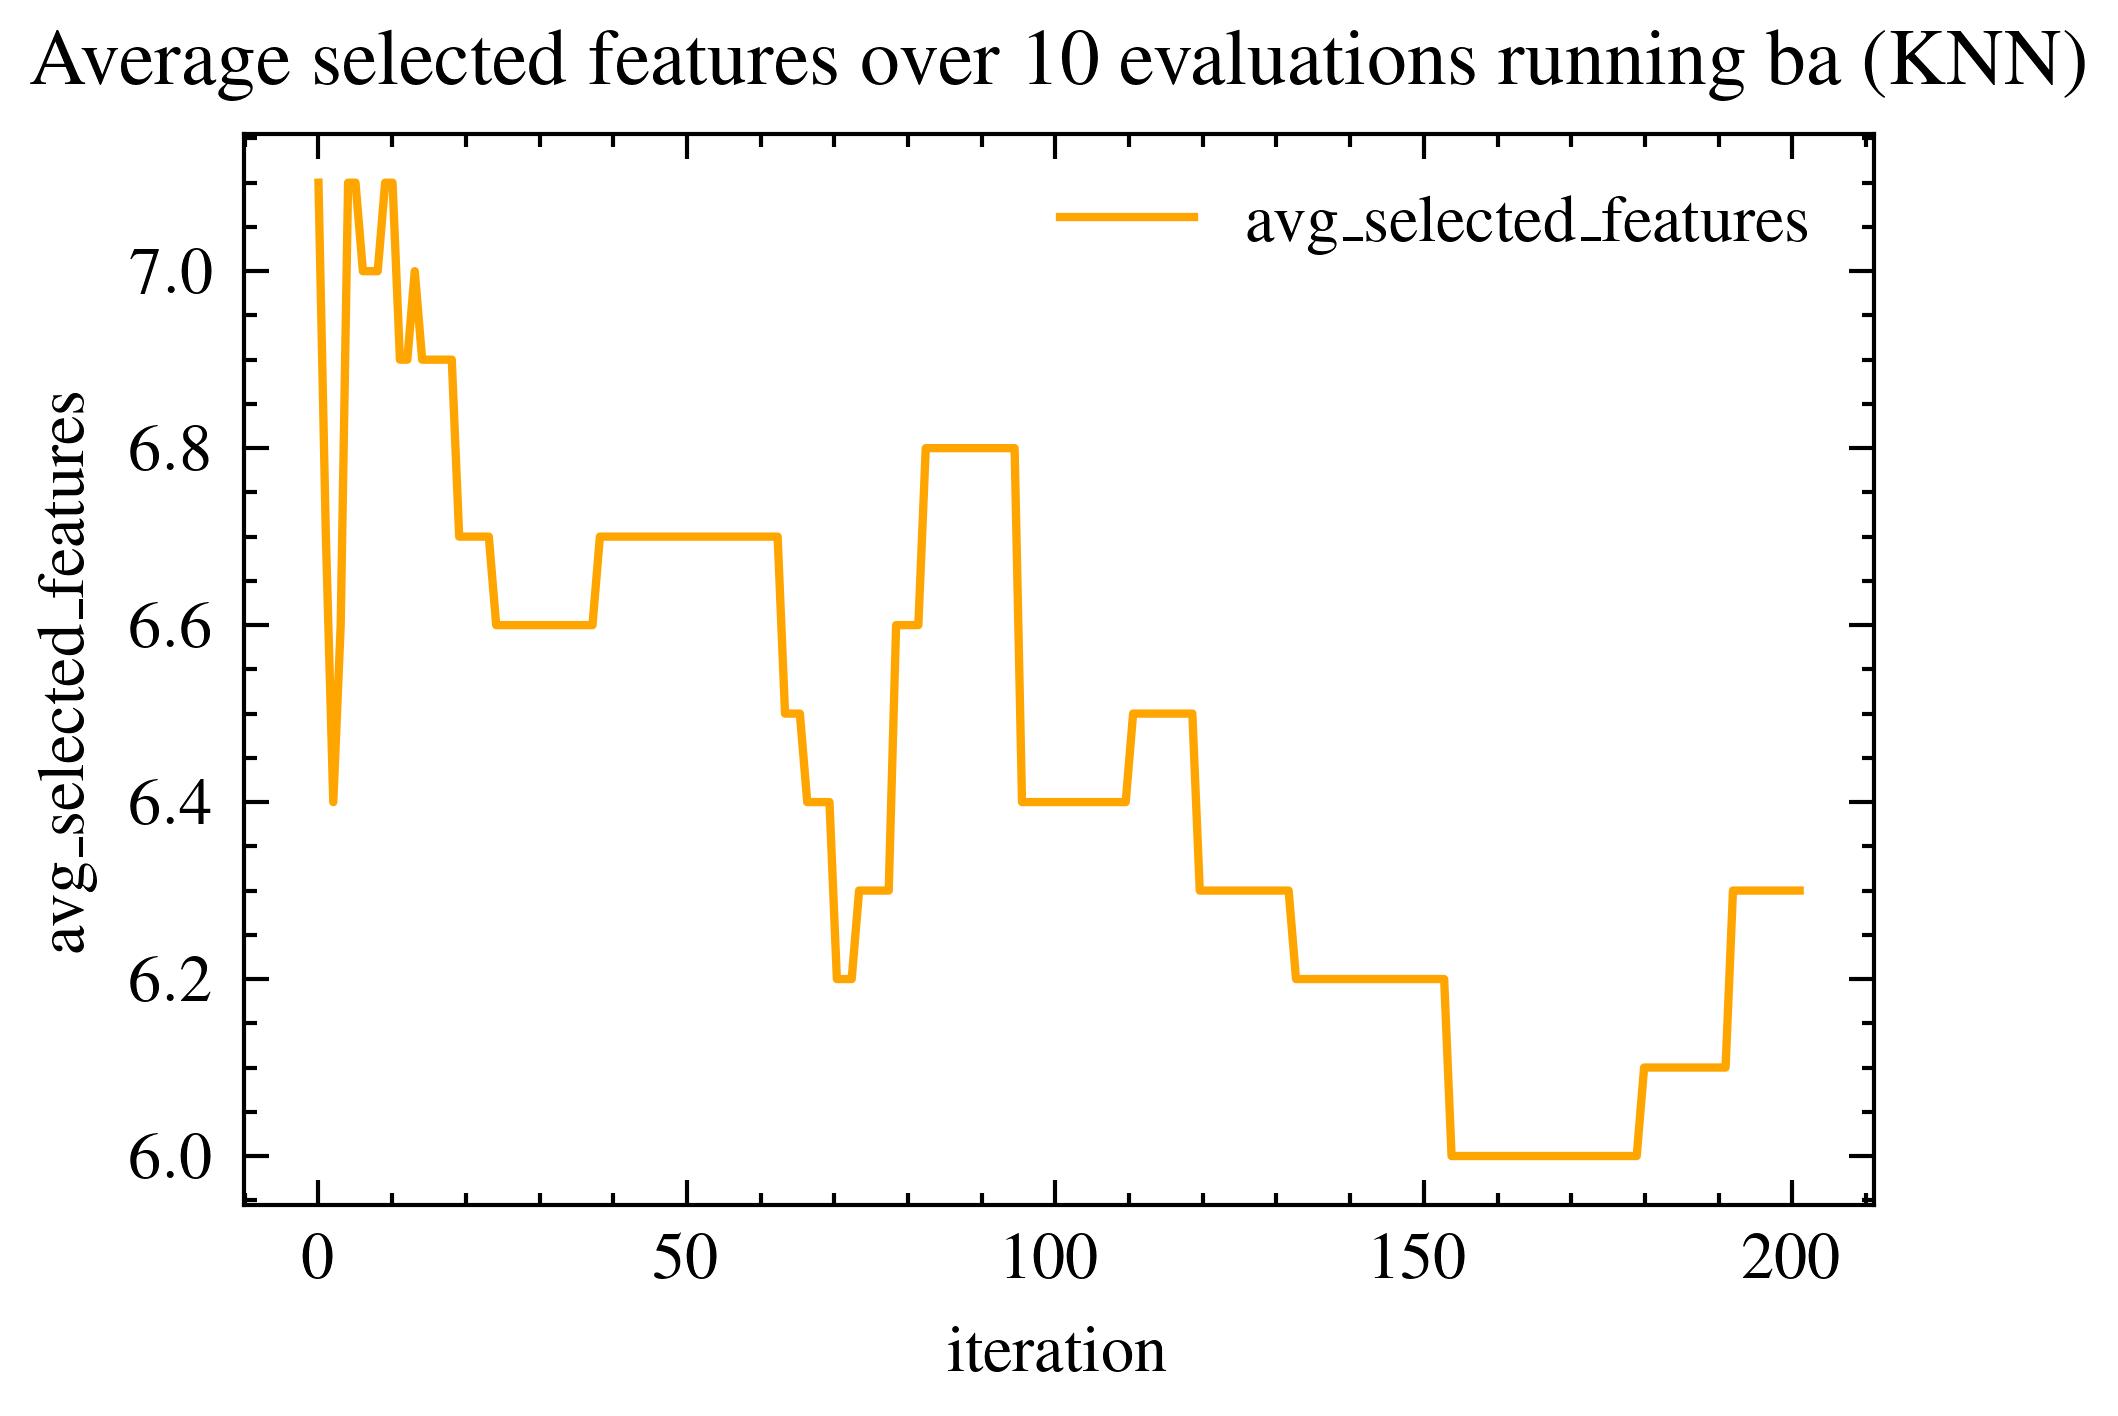 Average selected features over 10 evaluations running ba (KNN)
avg_selected_features
avg_selected_features
7.0
6.8
6.6
6.4
6.2
6.0
0 50 100 150 200
iteration